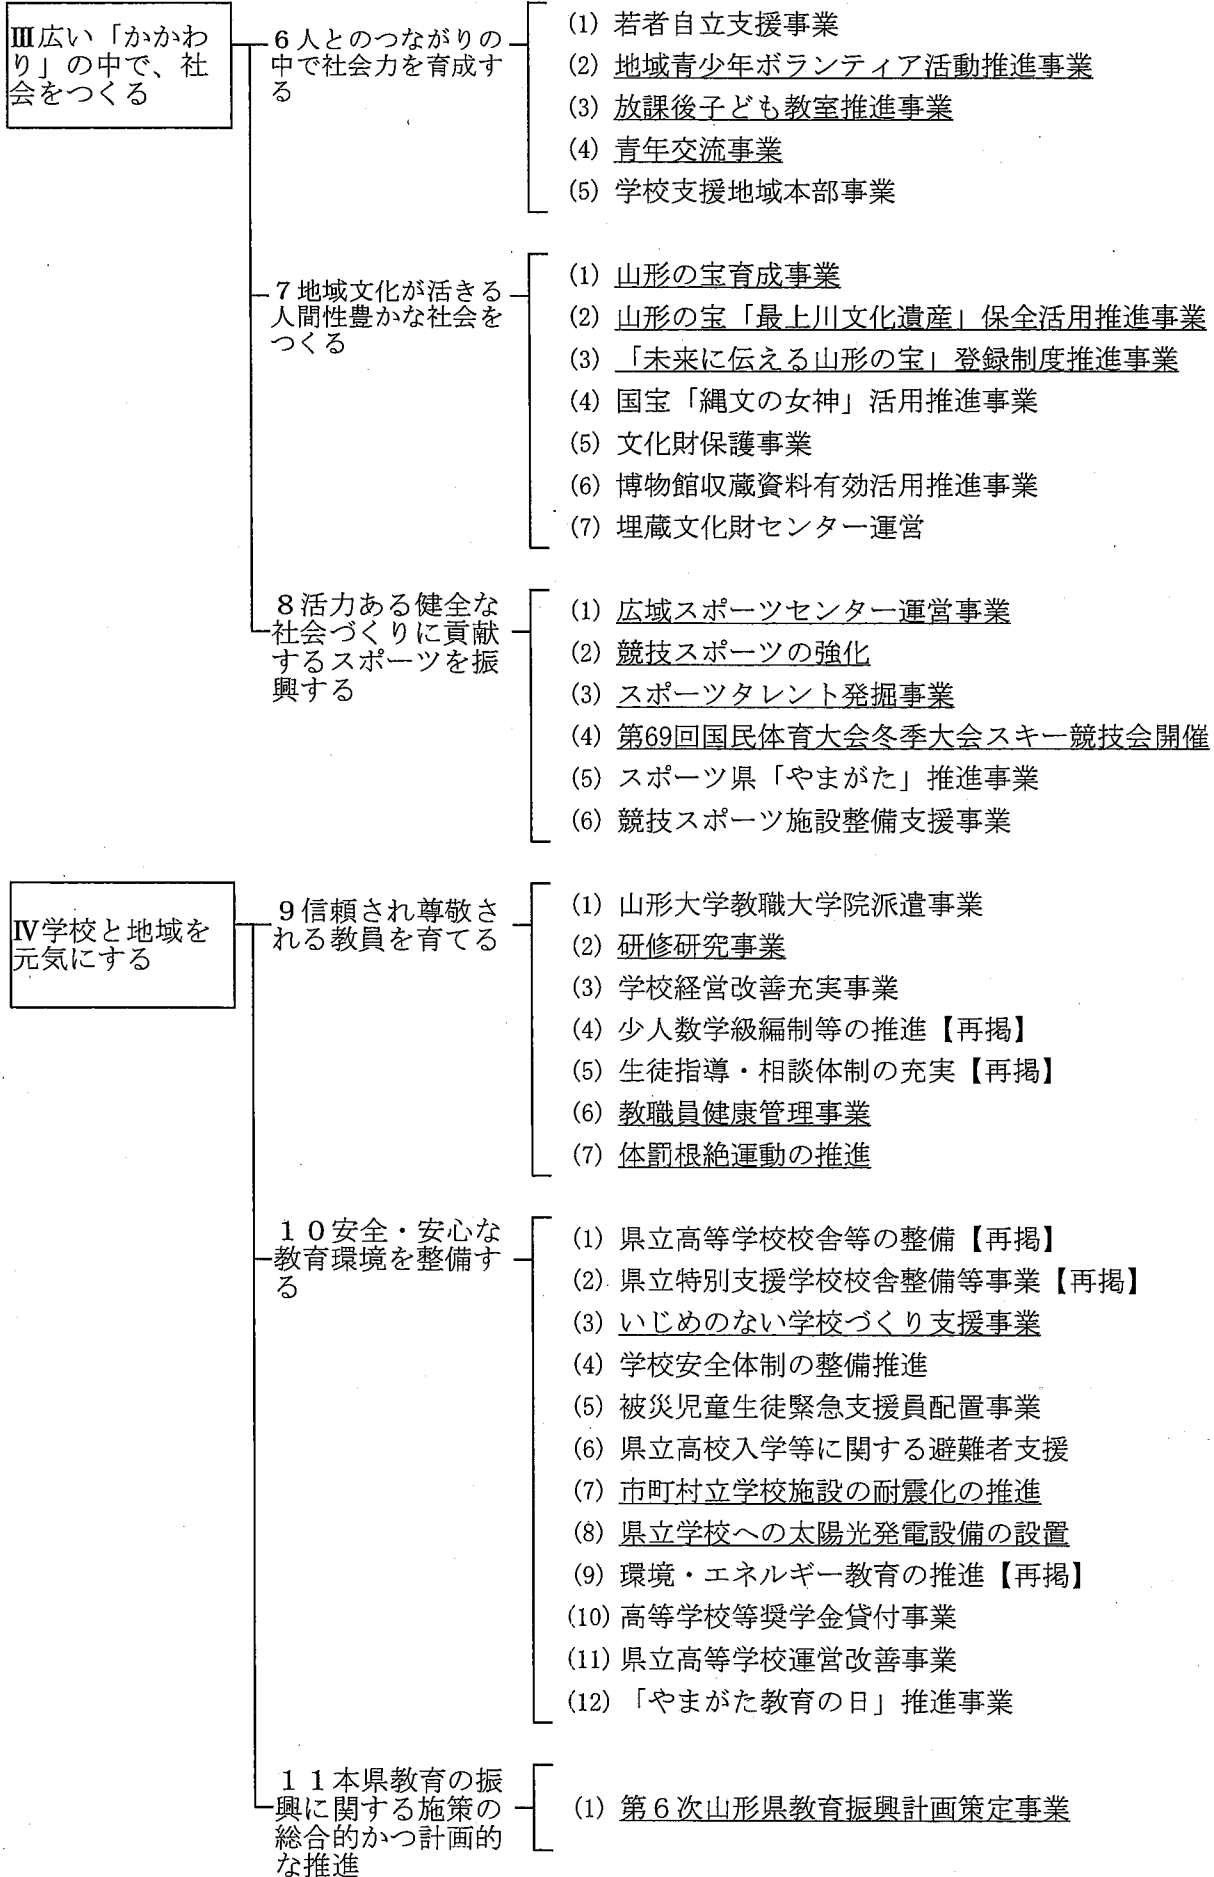 Ⅲ広い「かかわ
り」の中で、社
会をつくる
6人とのつながりの
中で社会力を育成す
る
(1) 若者自立支援事業
(2) 地域青少年ボランティア活動推進事業
(3) 放課後子ども教室推進事業
(4) 青年交流事業
(5) 学校支援地域本部事業
7地域文化が活きる
人間性豊かな社会を
つくる
(1) 山形の宝育成事業
(2) 山形の宝「最上川文化遺産」保全活用推進事業
(3) 「未来に伝える山形の宝」登録制度推進事業
(4) 国宝「縄文の女神」活用推進事業
(5) 文化財保護事業
(6) 博物館収蔵資料有効活用推進事業
(7) 埋蔵文化財センター運営
8活力ある健全な
社会づくりに貢献
するスポーツを振
興する
(1) 広域スポーツセンター運営事業
(2) 競技スポーツの強化
(3) スポーツタレント発掘事業
(4) 第69回国民体育大会冬季大会スキー競技会開催
(5) スポーツ県「やまがた」推進事業
(6) 競技スポーツ施設整備支援事業
Ⅳ学校と地域を
元気にする
9信頼され尊敬さ
れる教員を育てる
(1) 山形大学教職大学院派遣事業
(2) 研修研究事業
(3) 学校経営改善充実事業
(4) 少人数学級編制等の推進【再掲】
(5) 生徒指導・相談体制の充実【再掲】
(6) 教職員健康管理事業
(7) 体罰根絶運動の推進
10安全・安心な
教育環境を整備す
る
(1) 県立高等学校校舎等の整備【再掲】
(2) 県立特別支援学校校舎整備等事業【再掲】
(3) いじめのない学校づくり支援事業
(4) 学校安全体制の整備推進
(5) 被災児童生徒緊急支援員配置事業
(6) 県立高校入学等に関する避難者支援
(7) 市町村立学校施設の耐震化の推進
(8) 県立学校への太陽光発電設備の設置
(9) 環境・エネルギー教育の推進【再掲】
(10) 高等学校等奨学金貸付事業
(11) 県立高等学校運営改善事業
(12) 「やまがた教育の日」推進事業
11本県教育の振
興に関する施策の
総合的かつ計画的
な推進
(1) 第6次山形県教育振興計画策定事業